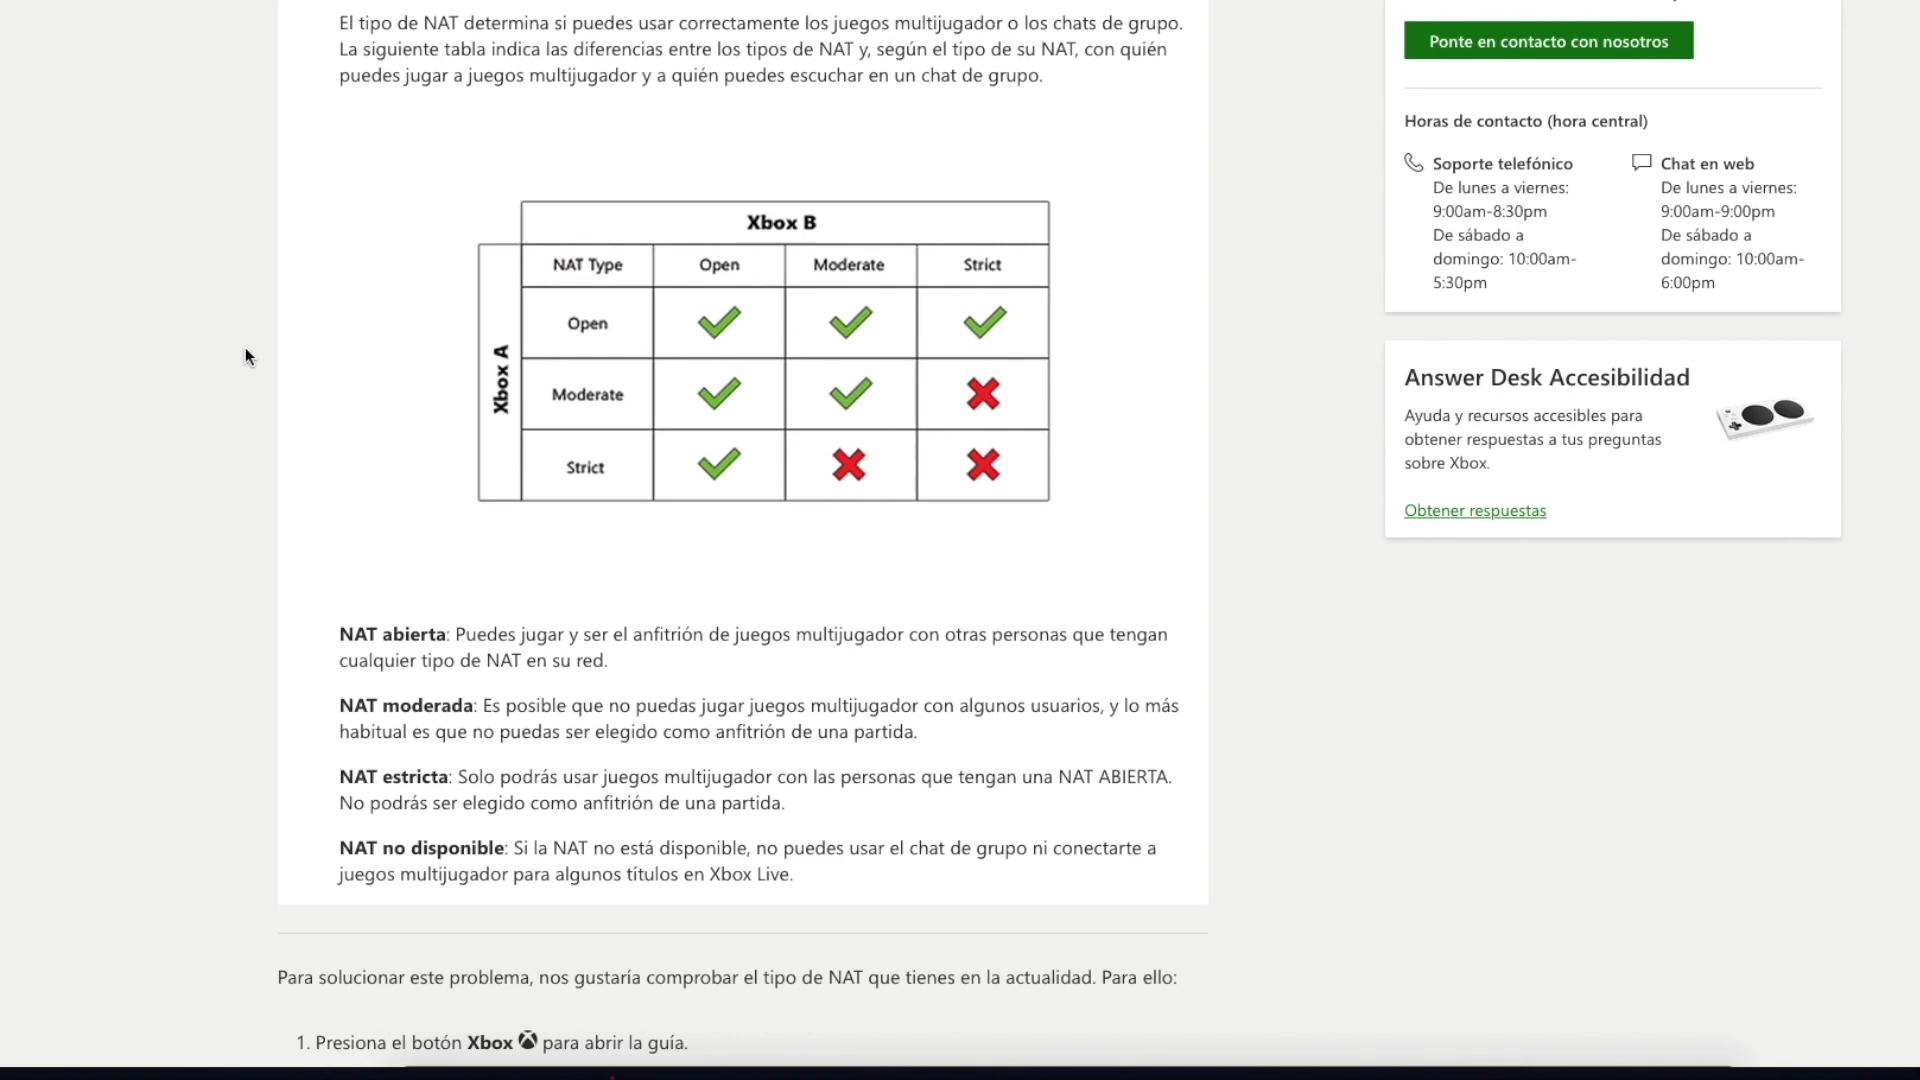 El tipo de NAT determina si puedes usar correctamente los juegos multijugador o los chats de grupo.
La siguiente tabla indica las diferencias entre los tipos de NAT y, según el tipo de su NAT, con quién
puedes jugar a juegos multijugador y a quién puedes escuchar en un chat de grupo.
Xbox B
NAT Type Open Moderate Strict
Xbox A
Open
Moderate
Strict
NAT abierta: Puedes jugar y ser el anfitrión de juegos multijugador con otras personas que tengan
cualquier tipo de NAT en su red.
NAT moderada: Es posible que no puedas jugar juegos multijugador con algunos usuarios, y lo más
habitual es que no puedas ser elegido como anfitrión de una partida.
NAT estricta: Solo podrás usar juegos multijugador con las personas que tengan una NAT ABIERTA.
No podrás ser elegido como anfitrión de una partida.
NAT no disponible: Si la NAT no está disponible, no puedes usar el chat de grupo ni conectarte a
juegos multijugador para algunos títulos en Xbox Live.
Para solucionar este problema, nos gustaría comprobar el tipo de NAT que tienes en la actualidad. Para ello:
1. Presiona el botón Xbox para abrir la guía.
Ponte en contacto con nosotros
Horas de contacto (hora central)
Soporte telefónico
De lunes a viernes:
9:00am-8:30pm
De sábado a
domingo: 10:00am-
5:30pm
Chat en web
De lunes a viernes:
9:00am-9:00pm
De sábado a
domingo: 10:00am-
6:00pm
Answer Desk Accesibilidad
Ayuda y recursos accesibles para
obtener respuestas a tus preguntas
sobre Xbox.
Obtener respuestas